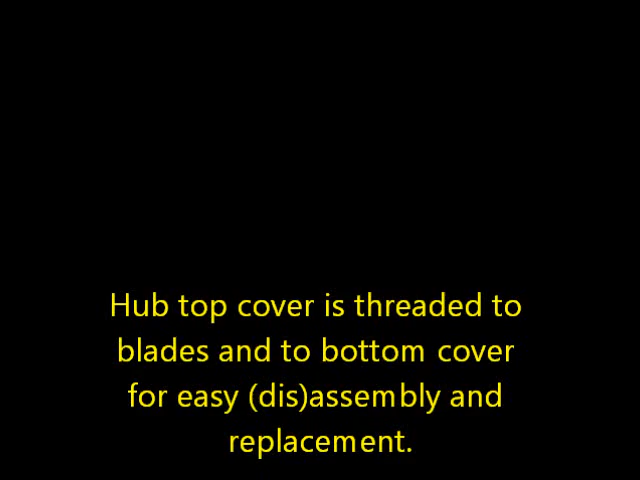 Hub top cover is threaded to
blades and to bottom cover
for easy (dis)assembly and
replacement.